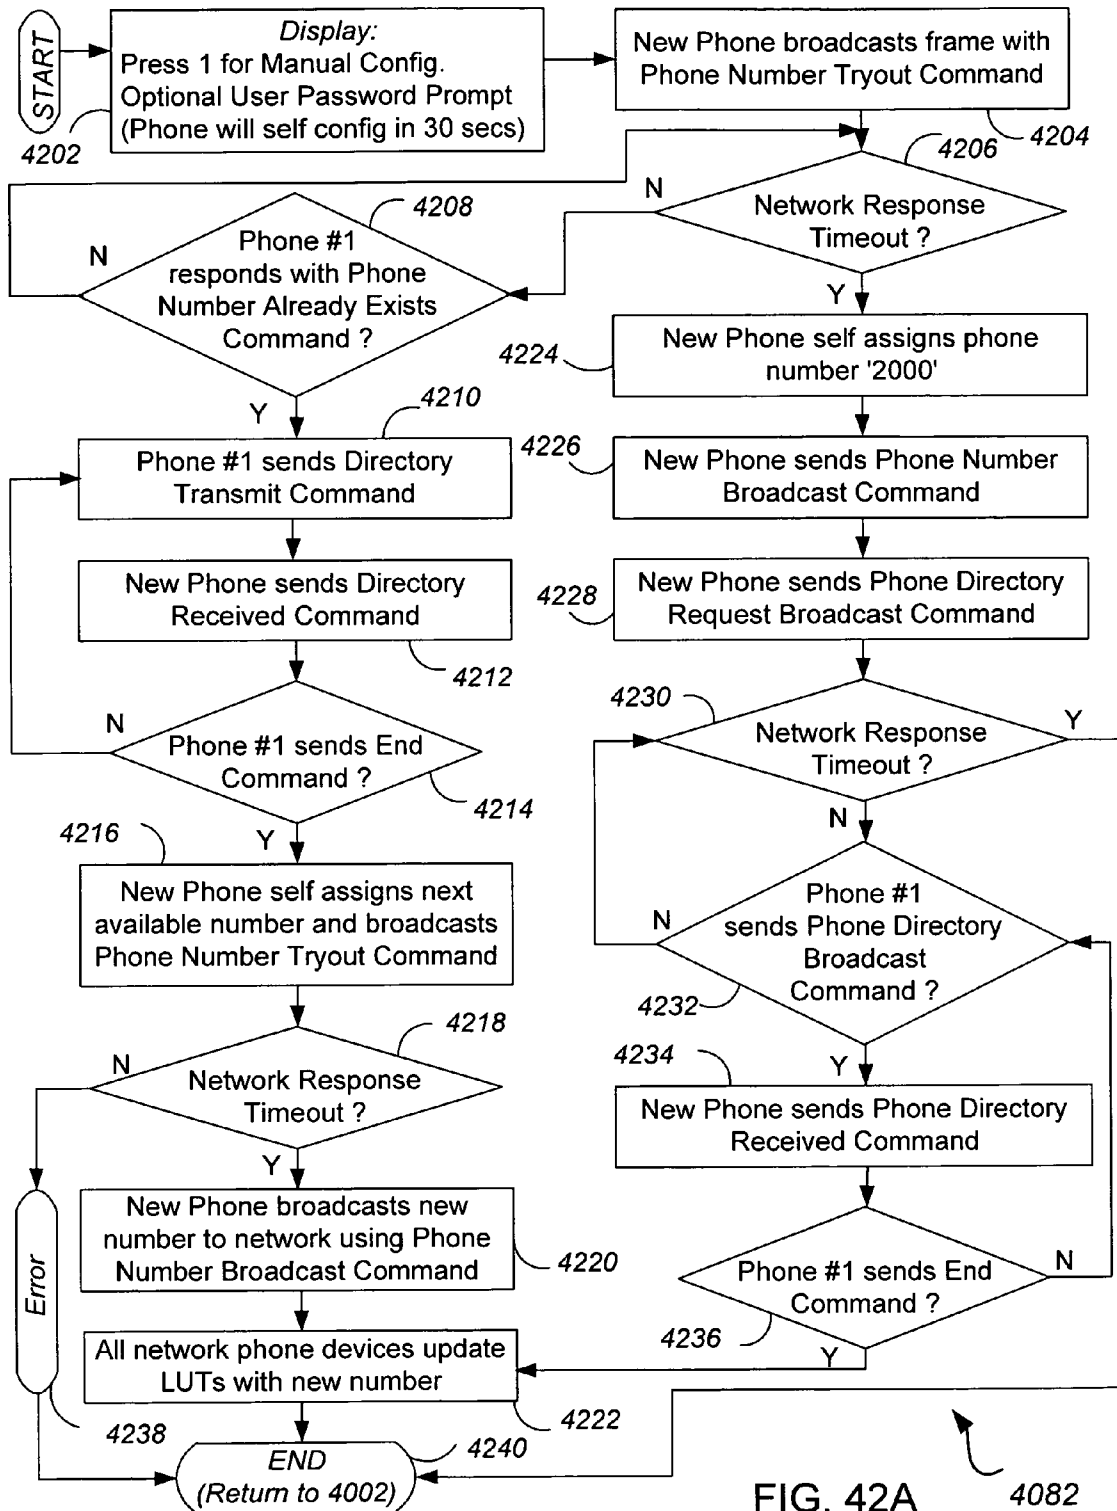 START
Display:
Press 1 for Manual Config.
Optional User Password Prompt
(Phone will self config in 30 secs)
4202
New Phone broadcasts frame with
Phone Number Tryout Command
4204
4206
Network Response
Timeout ?
N
Y
4208
Phone #1
responds with Phone
Number Already Exists
Command ?
N
Y
4210
Phone #1 sends Directory
Transmit Command
New Phone sends Directory
Received Command
4212
Phone #1 sends End
Command ?
N
4214
Y
4216
New Phone self assigns next
available number and broadcasts
Phone Number Tryout Command
4218
Network Response
Timeout ?
N
Y
New Phone broadcasts new
number to network using Phone
Number Broadcast Command
4220
Error
4238
All network phone devices update
LUTs with new number
4222
4240
END
(Return to 4002)
4224
New Phone self assigns phone
number '2000'
4226
New Phone sends Phone Number
Broadcast Command
4228
New Phone sends Phone Directory
Request Broadcast Command
4230
Network Response
Timeout ?
Y
N
Phone #1
sends Phone Directory
Broadcast
Command ?
N
4232
Y
4234
New Phone sends Phone Directory
Received Command
Phone #1 sends End
Command ?
N
4236
Y
FIG. 42A
4082